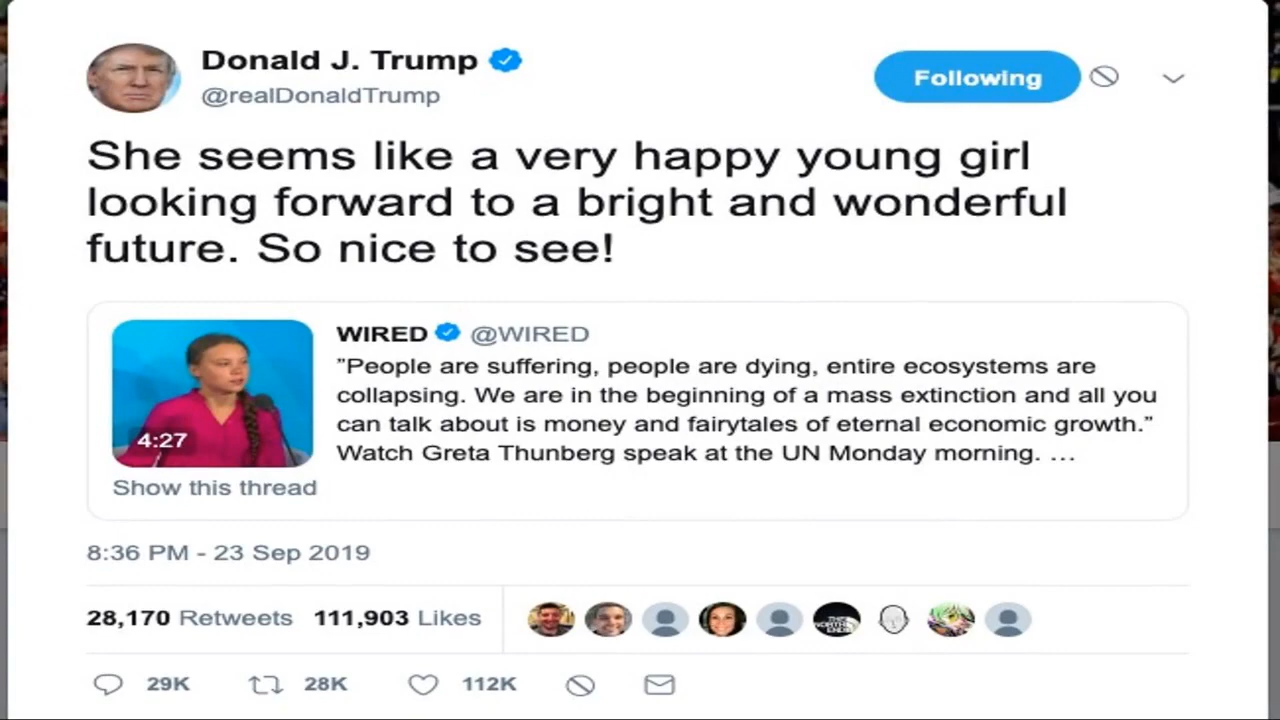 Donald J. Trump
@realDonaldTrump
Following
She seems like a very happy young girl
looking forward to a bright and wonderful
future. So nice to see!
WIRED @WIRED
"People are suffering, people are dying, entire ecosystems are
collapsing. We are in the beginning of a mass extinction and all you
can talk about is money and fairytales of eternal economic growth."
Watch Greta Thunberg speak at the UN Monday morning. …
4:27
Show this thread
8:36 PM - 23 Sep 2019
28,170 Retweets 111,903 Likes
THE NORTH END
29K 28K 112K